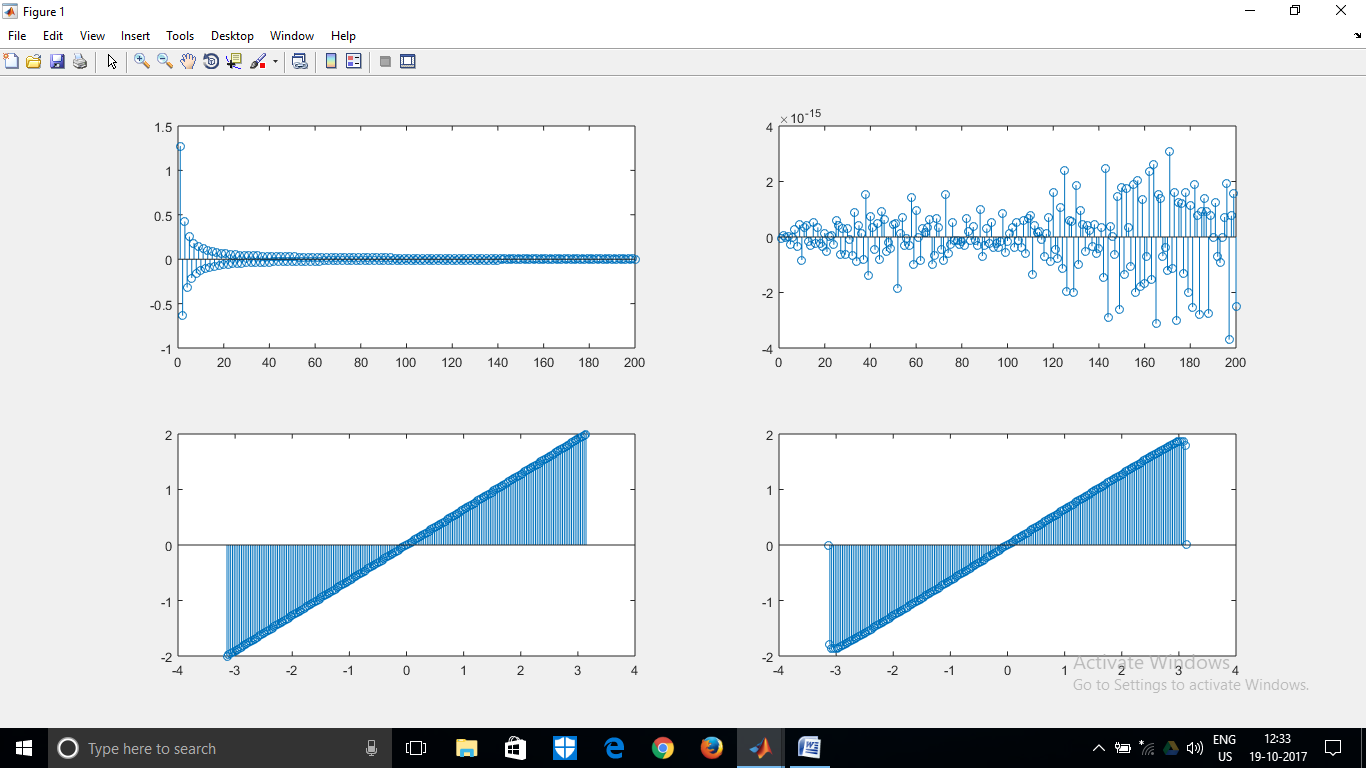 Figure 1
File Edit View Insert Tools Desktop Window Help
1.5
1
0.5
0
-0.5
-1
0 20 40 60 80 100 120 140 160 180 200
×10-15
4
2
0
-2
-4
0 20 40 60 80 100 120 140 160 180 200
2
1
0
-1
-2
-4 -3 -2 -1 0 1 2 3 4
2
1
0
-1
-2
-4 -3 -2 -1 0 1 2 3 4
Activate Windows
Go to Settings to activate Windows.
Type here to search
ENG
US
12:33
19-10-2017